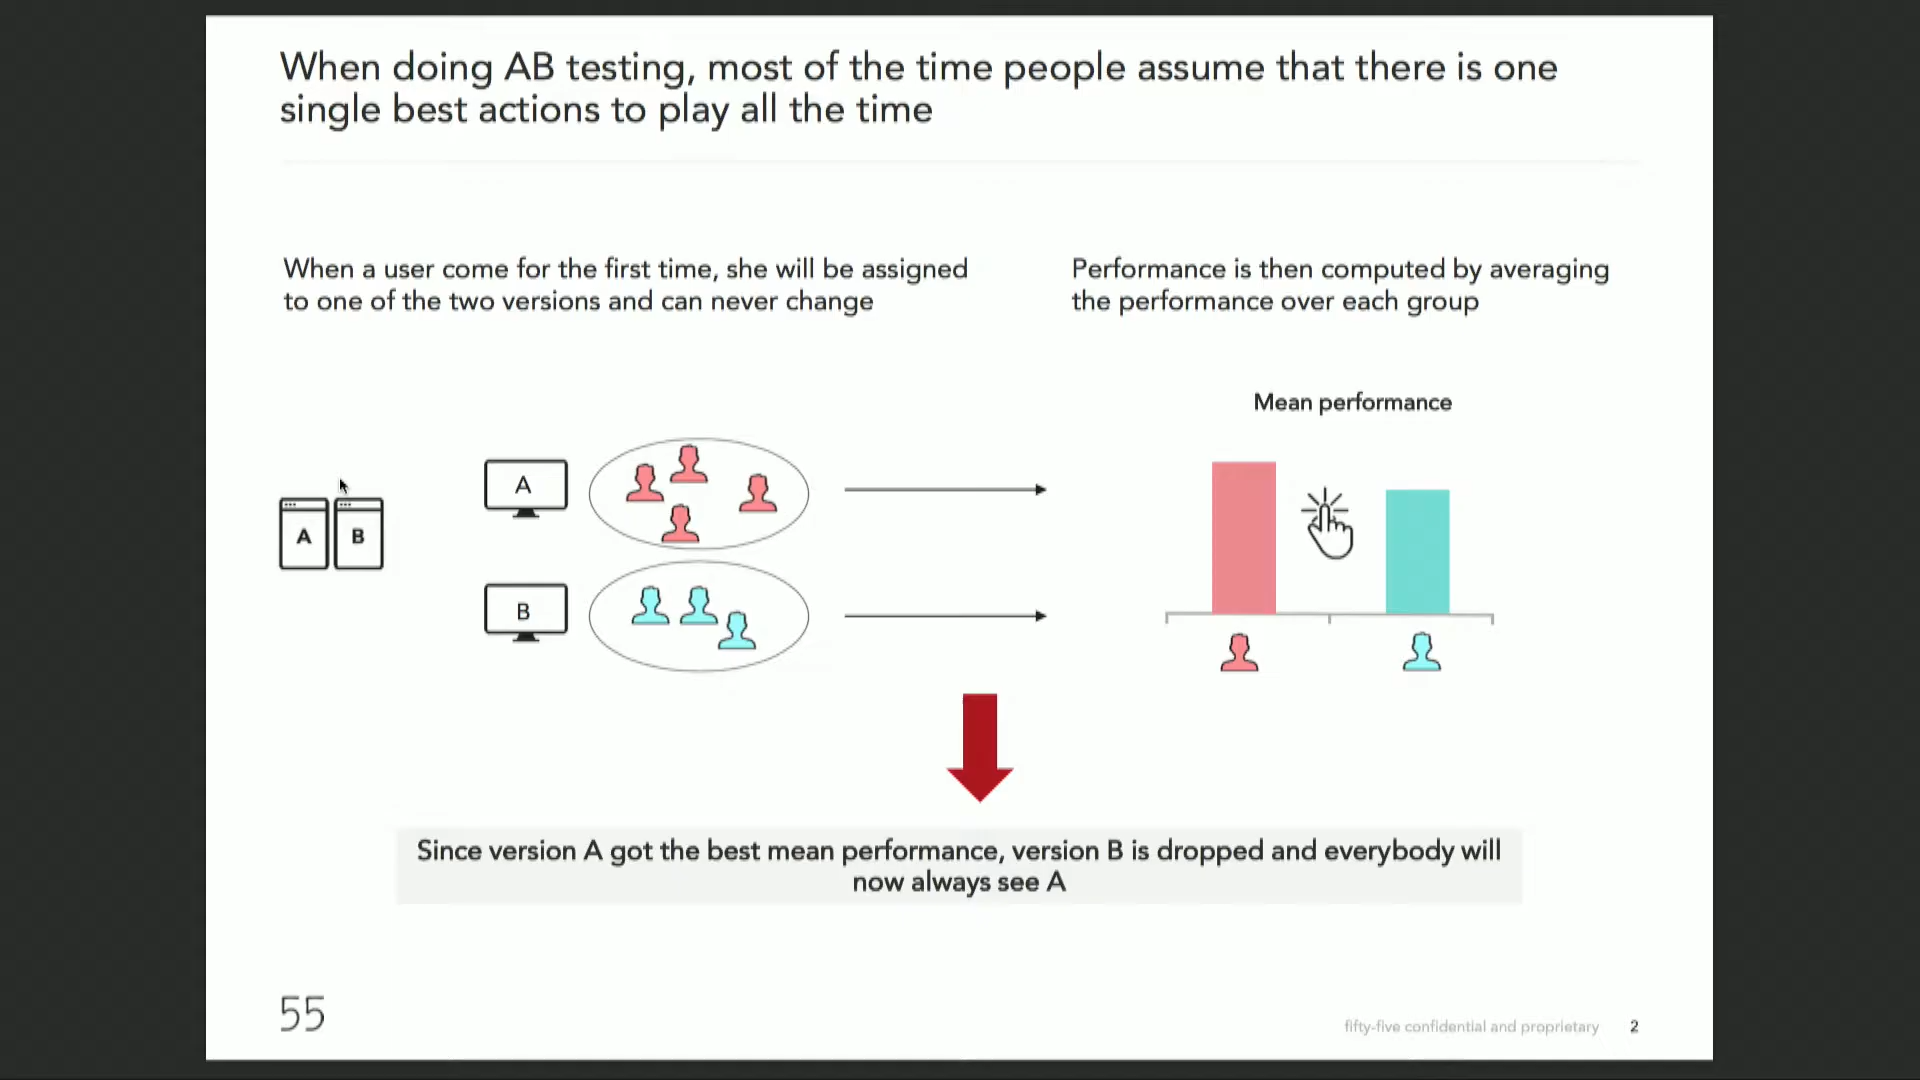 When doing AB testing, most of the time people assume that there is one
single best actions to play all the time
When a user come for the first time, she will be assigned
to one of the two versions and can never change
Performance is then computed by averaging
the performance over each group
Mean performance
A
B
A
B
Since version A got the best mean performance, version B is dropped and everybody will
now always see A
55
fifty-five confidential and proprietary
2